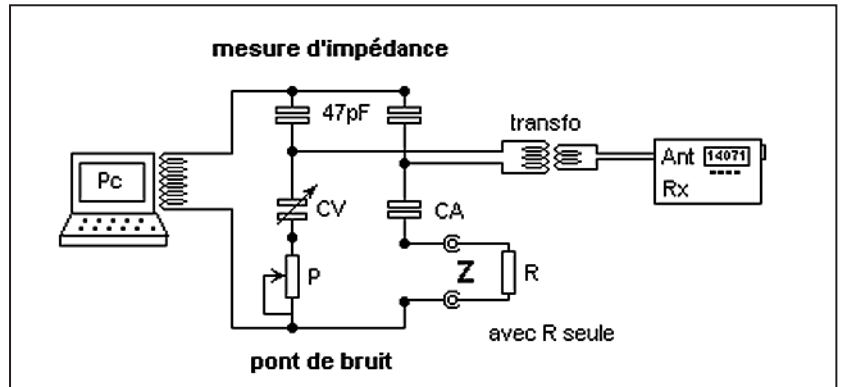 mesure d'impédance
47pF
transfo
Pc
Ant 14071
Rx
CV
CA
P
Z
R
avec R seule
pont de bruit